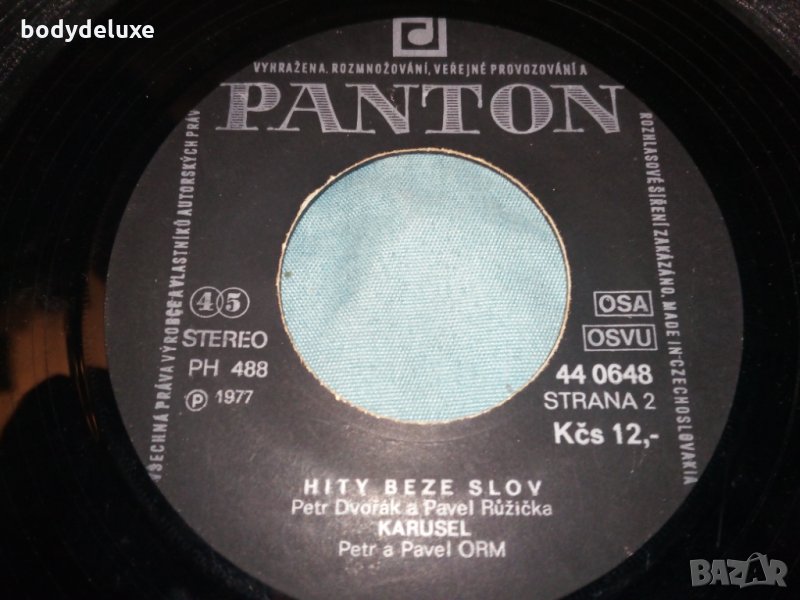 bodydeluxe
VYHRAŽENA. ROZMNOŽOVÁNÍ, VEŘEJNÉ PROVOZOVÁNÍ A
PANTON
VŠECHNA PRÁVA VÝROBCE A VLASTNÍKŮ AUTORSKÝCH PRÁV
ROZHLASOVÉ ŠÍŘENÍ ZAKÁZÁNO. MADE IN CZECHOSLOVAKIA
45
STEREO
PH 488
Ⓟ 1977
OSA
OSVU
44 0648
STRANA 2
Kčs 12,-
HITY BEZE SLOV
Petr Dvořák a Pavel Růžička
KARUSEL
Petr a Pavel ORM
BAZAR